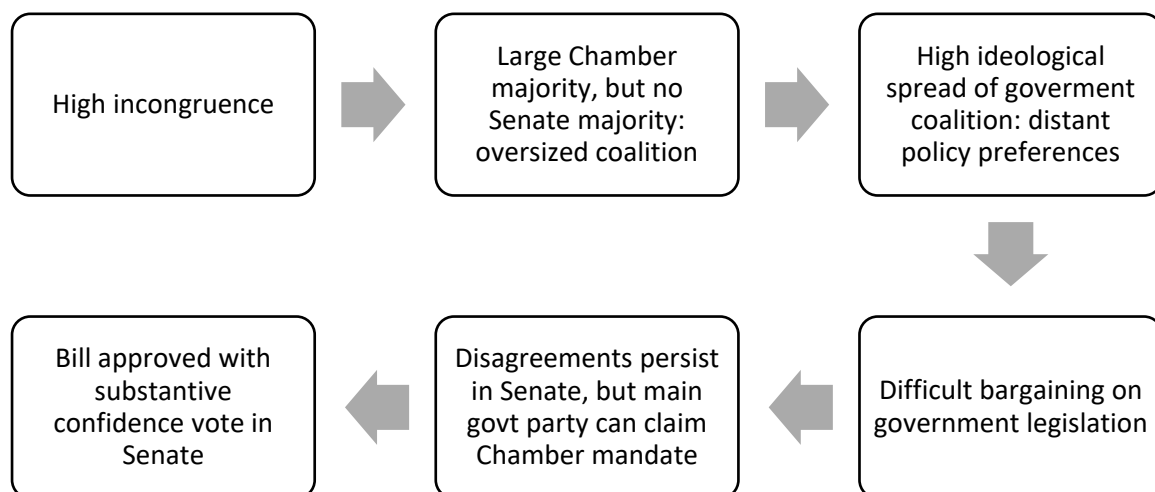 High incongruence
Large Chamber
majority, but no
Senate majority:
oversized coalition
High ideological
spread of goverment
coalition: distant
policy preferences
Difficult bargaining on
government legislation
Disagreements persist
in Senate, but main
govt party can claim
Chamber mandate
Bill approved with
substantive
confidence vote in
Senate